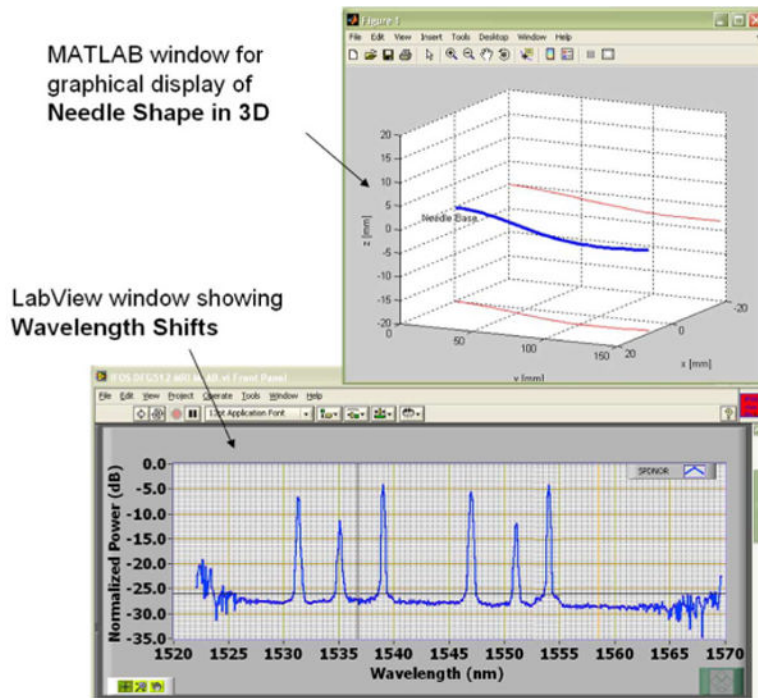 Figure 1
File Edit View Insert Tools Desktop Window Help
MATLAB window for
graphical display of
Needle Shape in 3D
20
15
10
5
0
-5
-10
-15
-20
z [mm]
Needle Base
0
50
100
150
y [mm]
20
0
-20
x [mm]
LabView window showing
Wavelength Shifts
File Edit View Project Operate Tools Window Help
Application Font
SPDNOR
Normalized Power (dB)
0.0
-5.0
-10.0
-15.0
-20.0
-25.0
-30.0
-35.0
1520 1525 1530 1535 1540 1545 1550 1555 1560 1565 1570
Wavelength (nm)